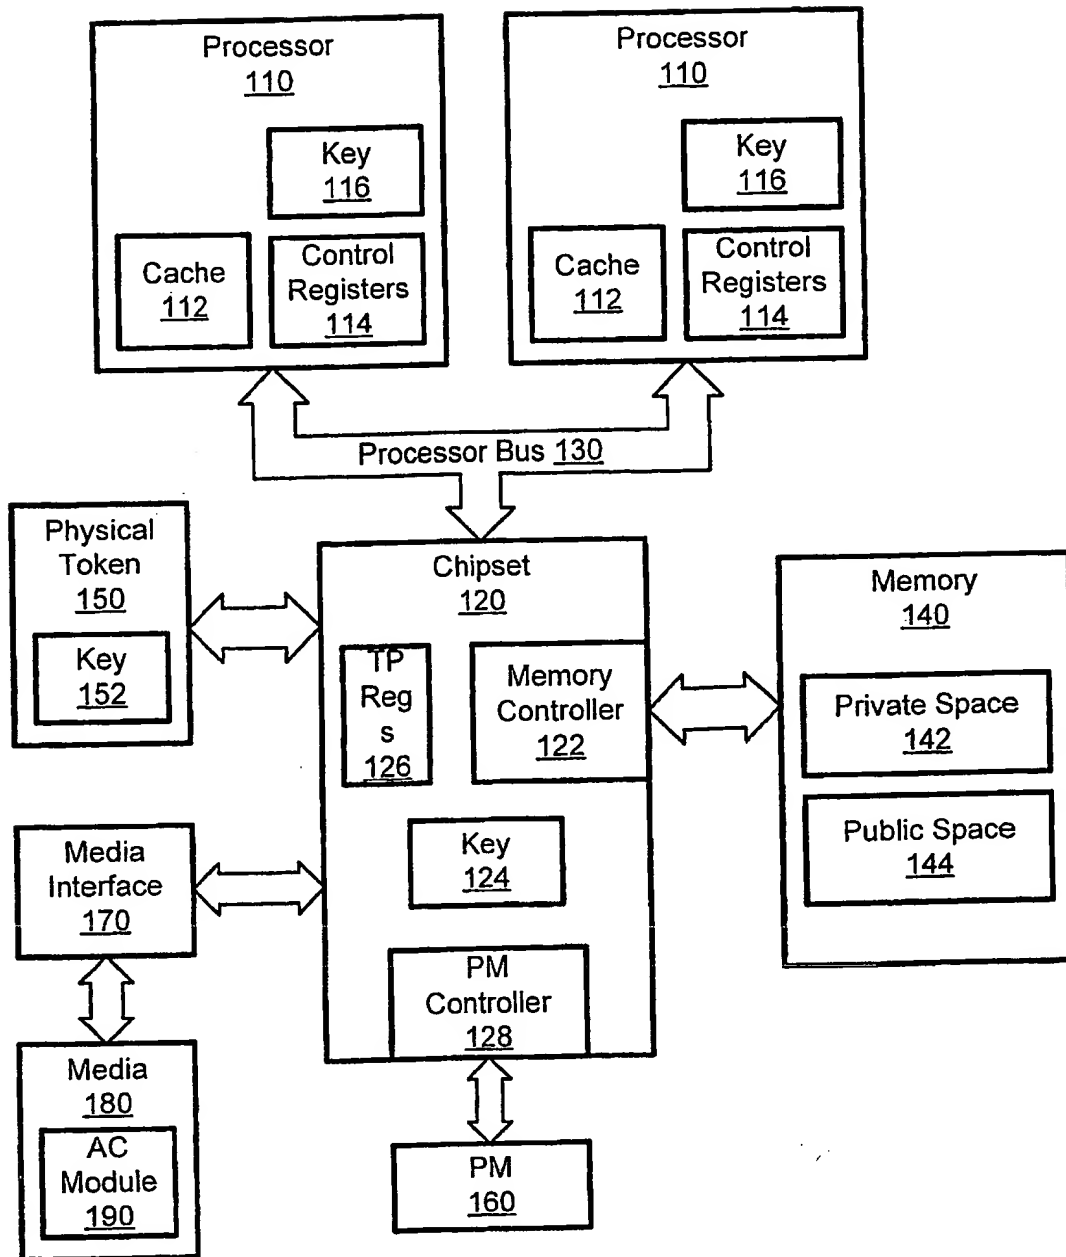 Processor
110
Key
116
Cache
112
Control
Registers
114
Processor
110
Key
116
Cache
112
Control
Registers
114
Processor Bus 130
Physical
Token
150
Key
152
Chipset
120
TP
Reg
s
126
Memory
Controller
122
Key
124
PM
Controller
128
Memory
140
Private Space
142
Public Space
144
Media
Interface
170
Media
180
AC
Module
190
PM
160